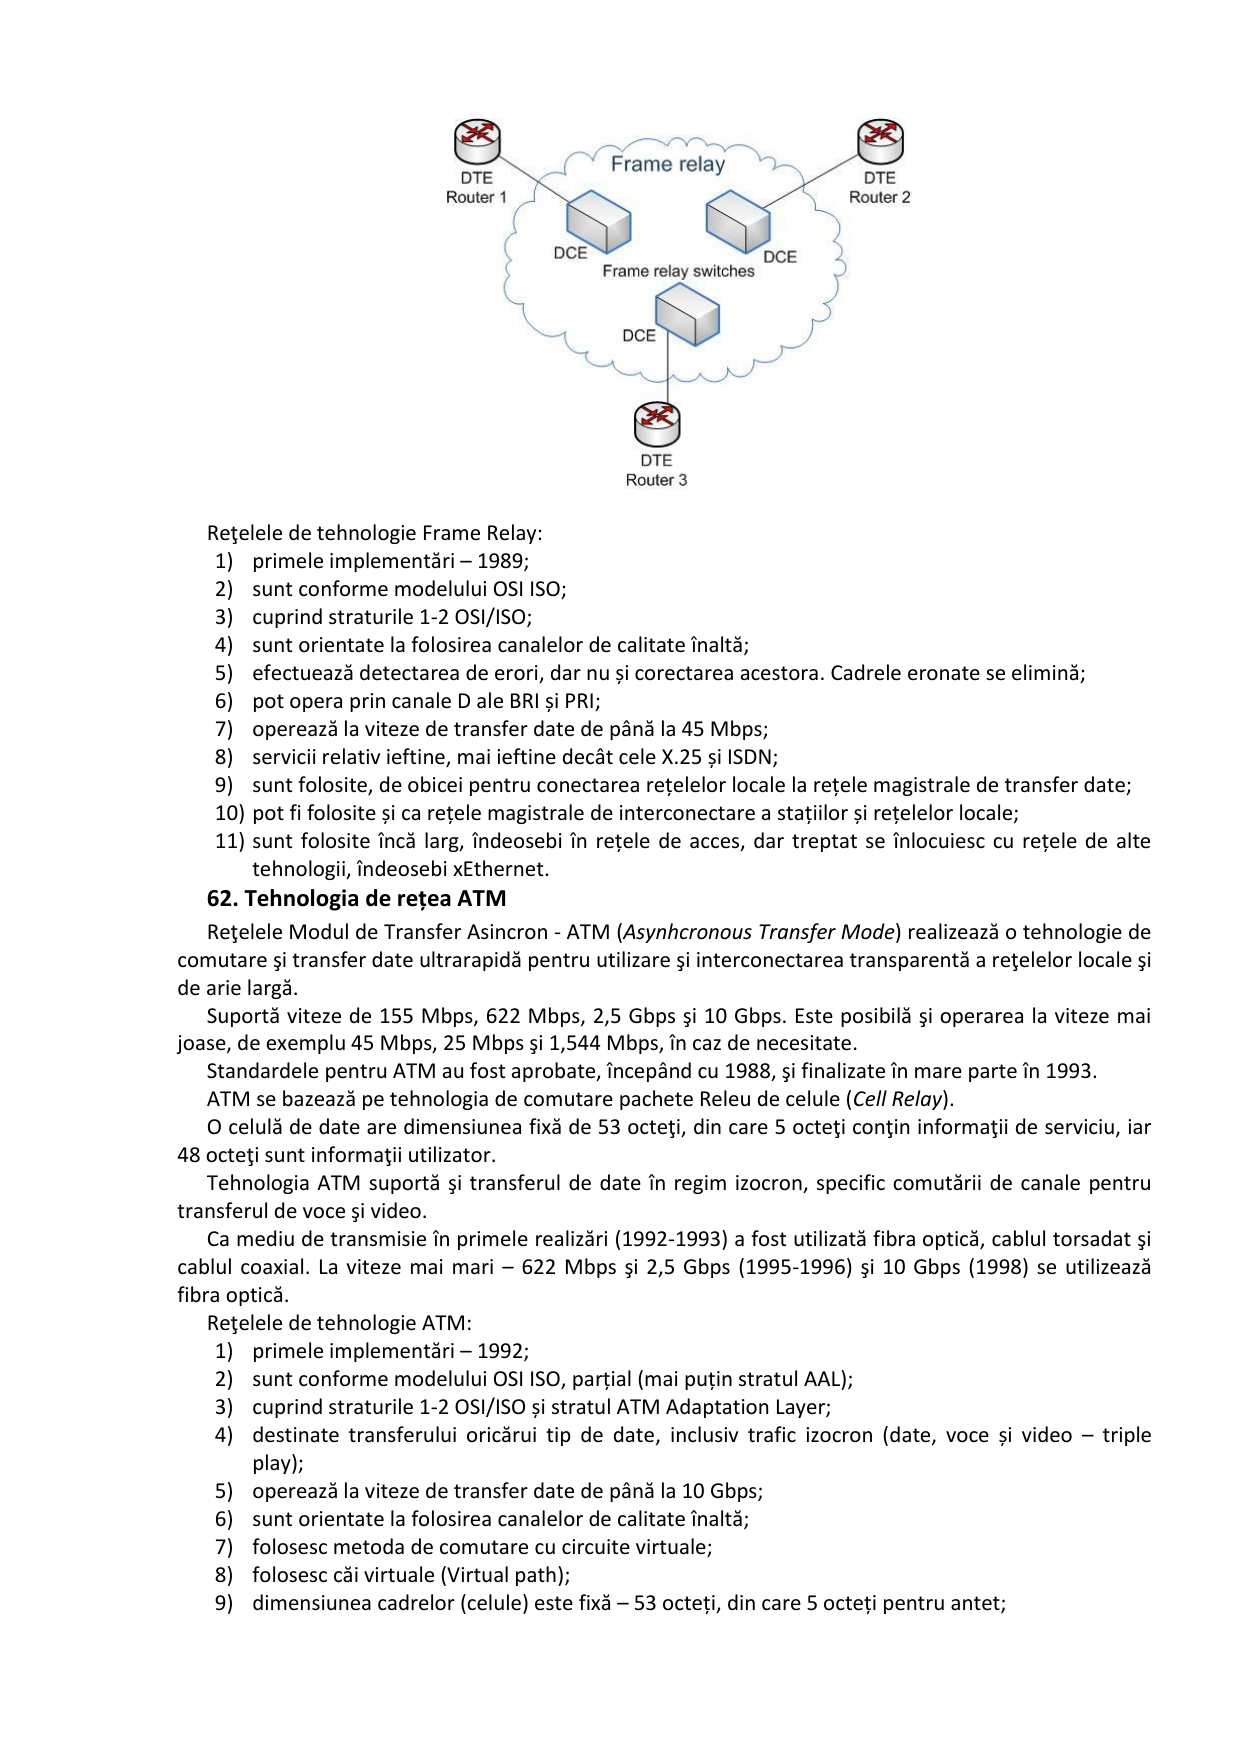 Frame relay
DTE
Router 1
DTE
Router 2
DCE
DCE
Frame relay switches
DCE
DTE
Router 3
Reţelele de tehnologie Frame Relay:
1) primele implementări – 1989;
2) sunt conforme modelului OSI ISO;
3) cuprind straturile 1-2 OSI/ISO;
4) sunt orientate la folosirea canalelor de calitate înaltă;
5) efectuează detectarea de erori, dar nu și corectarea acestora. Cadrele eronate se elimină;
6) pot opera prin canale D ale BRI și PRI;
7) operează la viteze de transfer date de până la 45 Mbps;
8) servicii relativ ieftine, mai ieftine decât cele X.25 și ISDN;
9) sunt folosite, de obicei pentru conectarea rețelelor locale la rețele magistrale de transfer date;
10) pot fi folosite și ca rețele magistrale de interconectare a stațiilor și rețelelor locale;
11) sunt folosite încă larg, îndeosebi în rețele de acces, dar treptat se înlocuiesc cu rețele de alte
tehnologii, îndeosebi xEthernet.
62. Tehnologia de rețea ATM
Reţelele Modul de Transfer Asincron - ATM (Asynhcronous Transfer Mode) realizează o tehnologie de
comutare şi transfer date ultrarapidă pentru utilizare şi interconectarea transparentă a reţelelor locale şi
de arie largă.
Suportă viteze de 155 Mbps, 622 Mbps, 2,5 Gbps şi 10 Gbps. Este posibilă şi operarea la viteze mai
joase, de exemplu 45 Mbps, 25 Mbps şi 1,544 Mbps, în caz de necesitate.
Standardele pentru ATM au fost aprobate, începând cu 1988, şi finalizate în mare parte în 1993.
ATM se bazează pe tehnologia de comutare pachete Releu de celule (Cell Relay).
O celulă de date are dimensiunea fixă de 53 octeţi, din care 5 octeţi conţin informaţii de serviciu, iar
48 octeţi sunt informaţii utilizator.
Tehnologia ATM suportă şi transferul de date în regim izocron, specific comutării de canale pentru
transferul de voce şi video.
Ca mediu de transmisie în primele realizări (1992-1993) a fost utilizată fibra optică, cablul torsadat şi
cablul coaxial. La viteze mai mari – 622 Mbps şi 2,5 Gbps (1995-1996) şi 10 Gbps (1998) se utilizează
fibra optică.
Reţelele de tehnologie ATM:
1) primele implementări – 1992;
2) sunt conforme modelului OSI ISO, parțial (mai puțin stratul AAL);
3) cuprind straturile 1-2 OSI/ISO și stratul ATM Adaptation Layer;
4) destinate transferului oricărui tip de date, inclusiv trafic izocron (date, voce și video – triple
play);
5) operează la viteze de transfer date de până la 10 Gbps;
6) sunt orientate la folosirea canalelor de calitate înaltă;
7) folosesc metoda de comutare cu circuite virtuale;
8) folosesc căi virtuale (Virtual path);
9) dimensiunea cadrelor (celule) este fixă – 53 octeți, din care 5 octeți pentru antet;